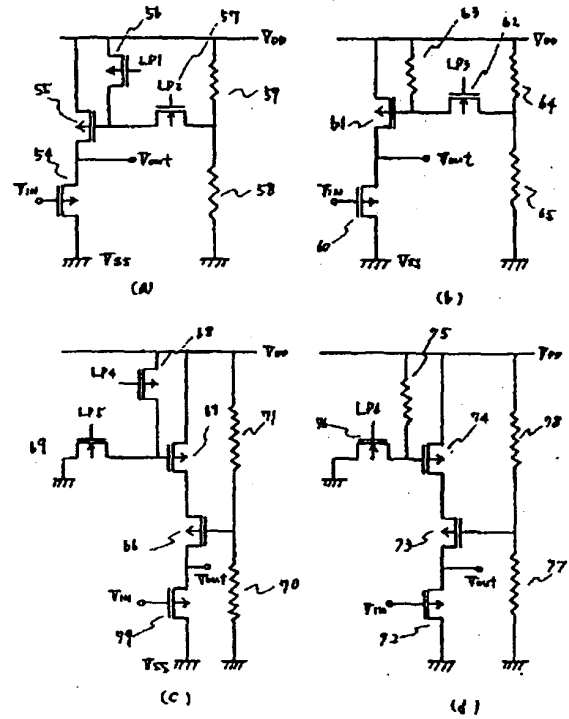 56
57
VDD
LP1
LP2
55
59
54
Vout
VIN
58
VSS
(a)
63
62
VDD
LP3
61
64
Vout
VIN
65
60
VSS
(b)
68
VDD
LP4
LP5
67
71
69
66
Vout
VIN
70
79
VSS
(c)
75
VDD
LP6
76
74
78
73
Vout
77
VIN
72
VSS
(d)